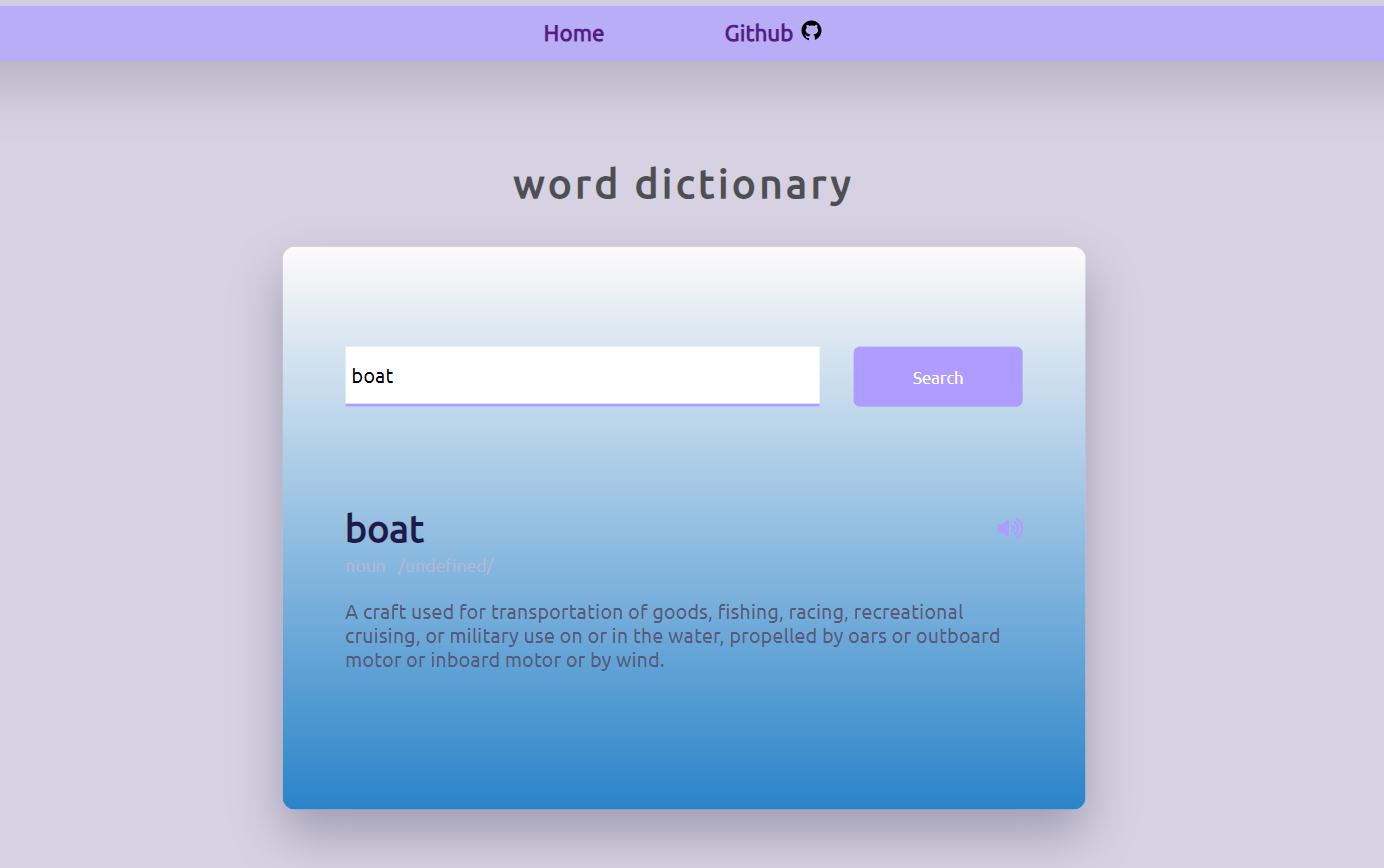 Home Github
word dictionary
boat Search
boat
noun /undefined/
A craft used for transportation of goods, fishing, racing, recreational
cruising, or military use on or in the water, propelled by oars or outboard
motor or inboard motor or by wind.